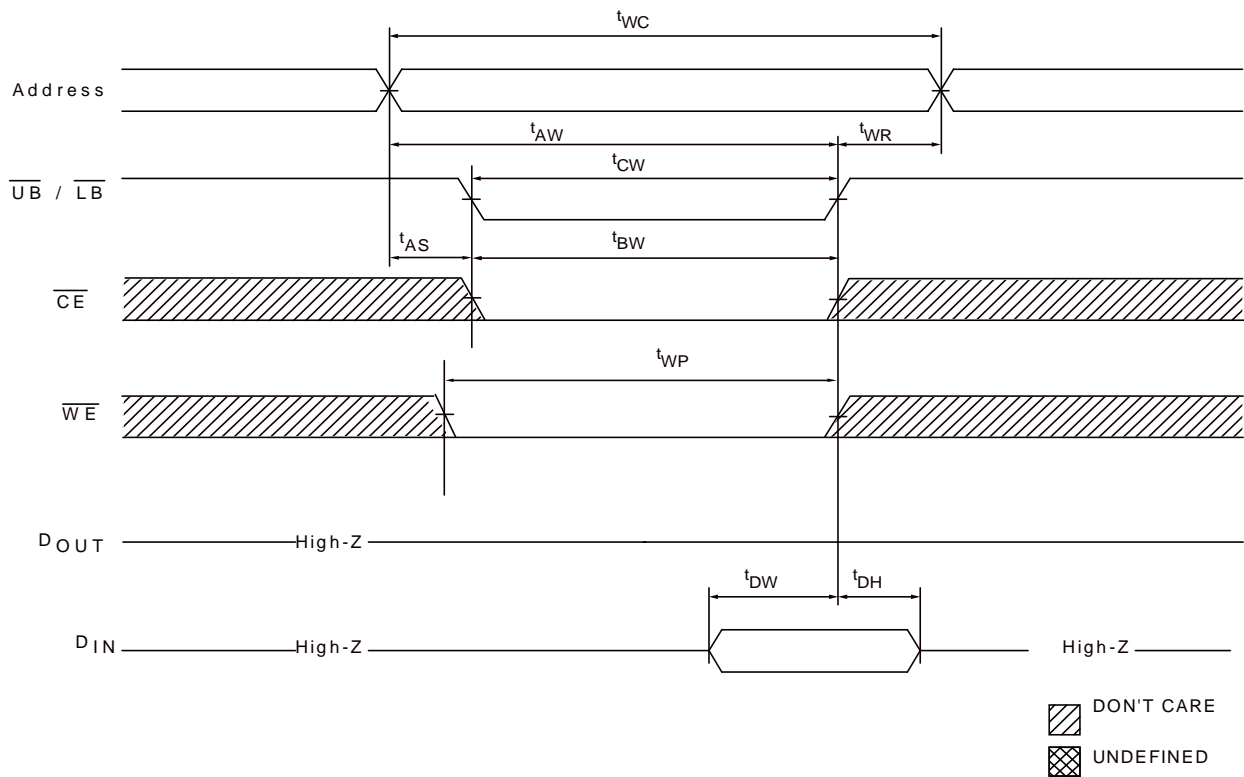 tWC
Address
tAW
tWR
tCW
UB / LB
tAS
tBW
CE
tWP
WE
DOUT
High-Z
tDW
tDH
DIN
High-Z
High-Z
DON'T CARE
UNDEFINED